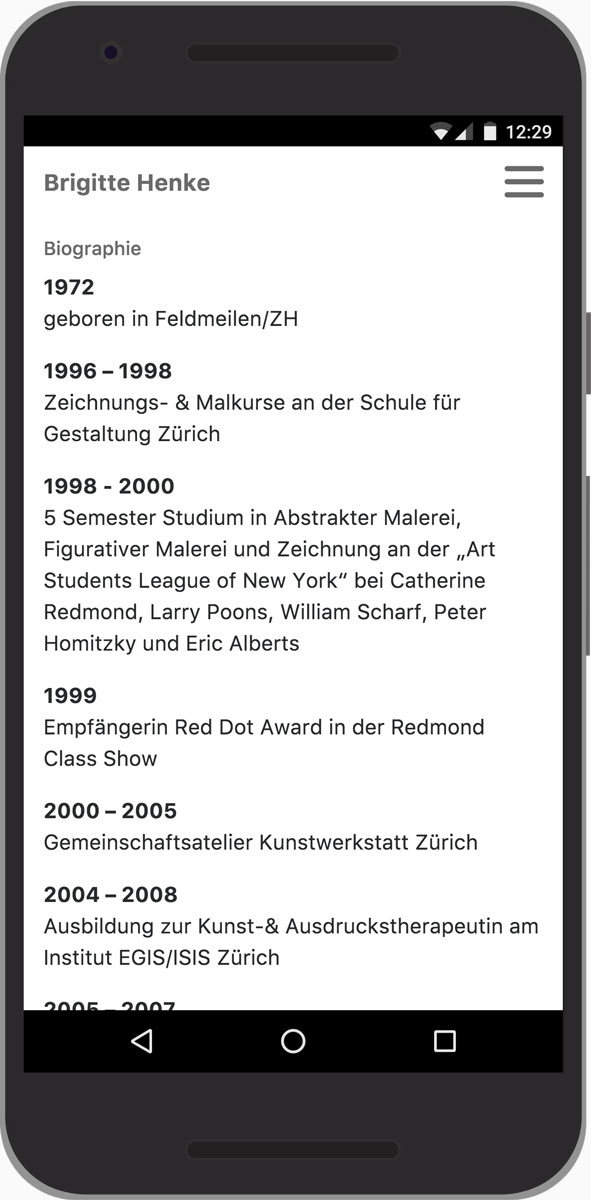 12:29
Brigitte Henke
Biographie
1972
geboren in Feldmeilen/ZH
1996 – 1998
Zeichnungs- & Malkurse an der Schule für
Gestaltung Zürich
1998 - 2000
5 Semester Studium in Abstrakter Malerei,
Figurativer Malerei und Zeichnung an der „Art
Students League of New York“ bei Catherine
Redmond, Larry Poons, William Scharf, Peter
Homitzky und Eric Alberts
1999
Empfängerin Red Dot Award in der Redmond
Class Show
2000 – 2005
Gemeinschaftsatelier Kunstwerkstatt Zürich
2004 – 2008
Ausbildung zur Kunst-& Ausdruckstherapeutin am
Institut EGIS/ISIS Zürich
2005 – 2007